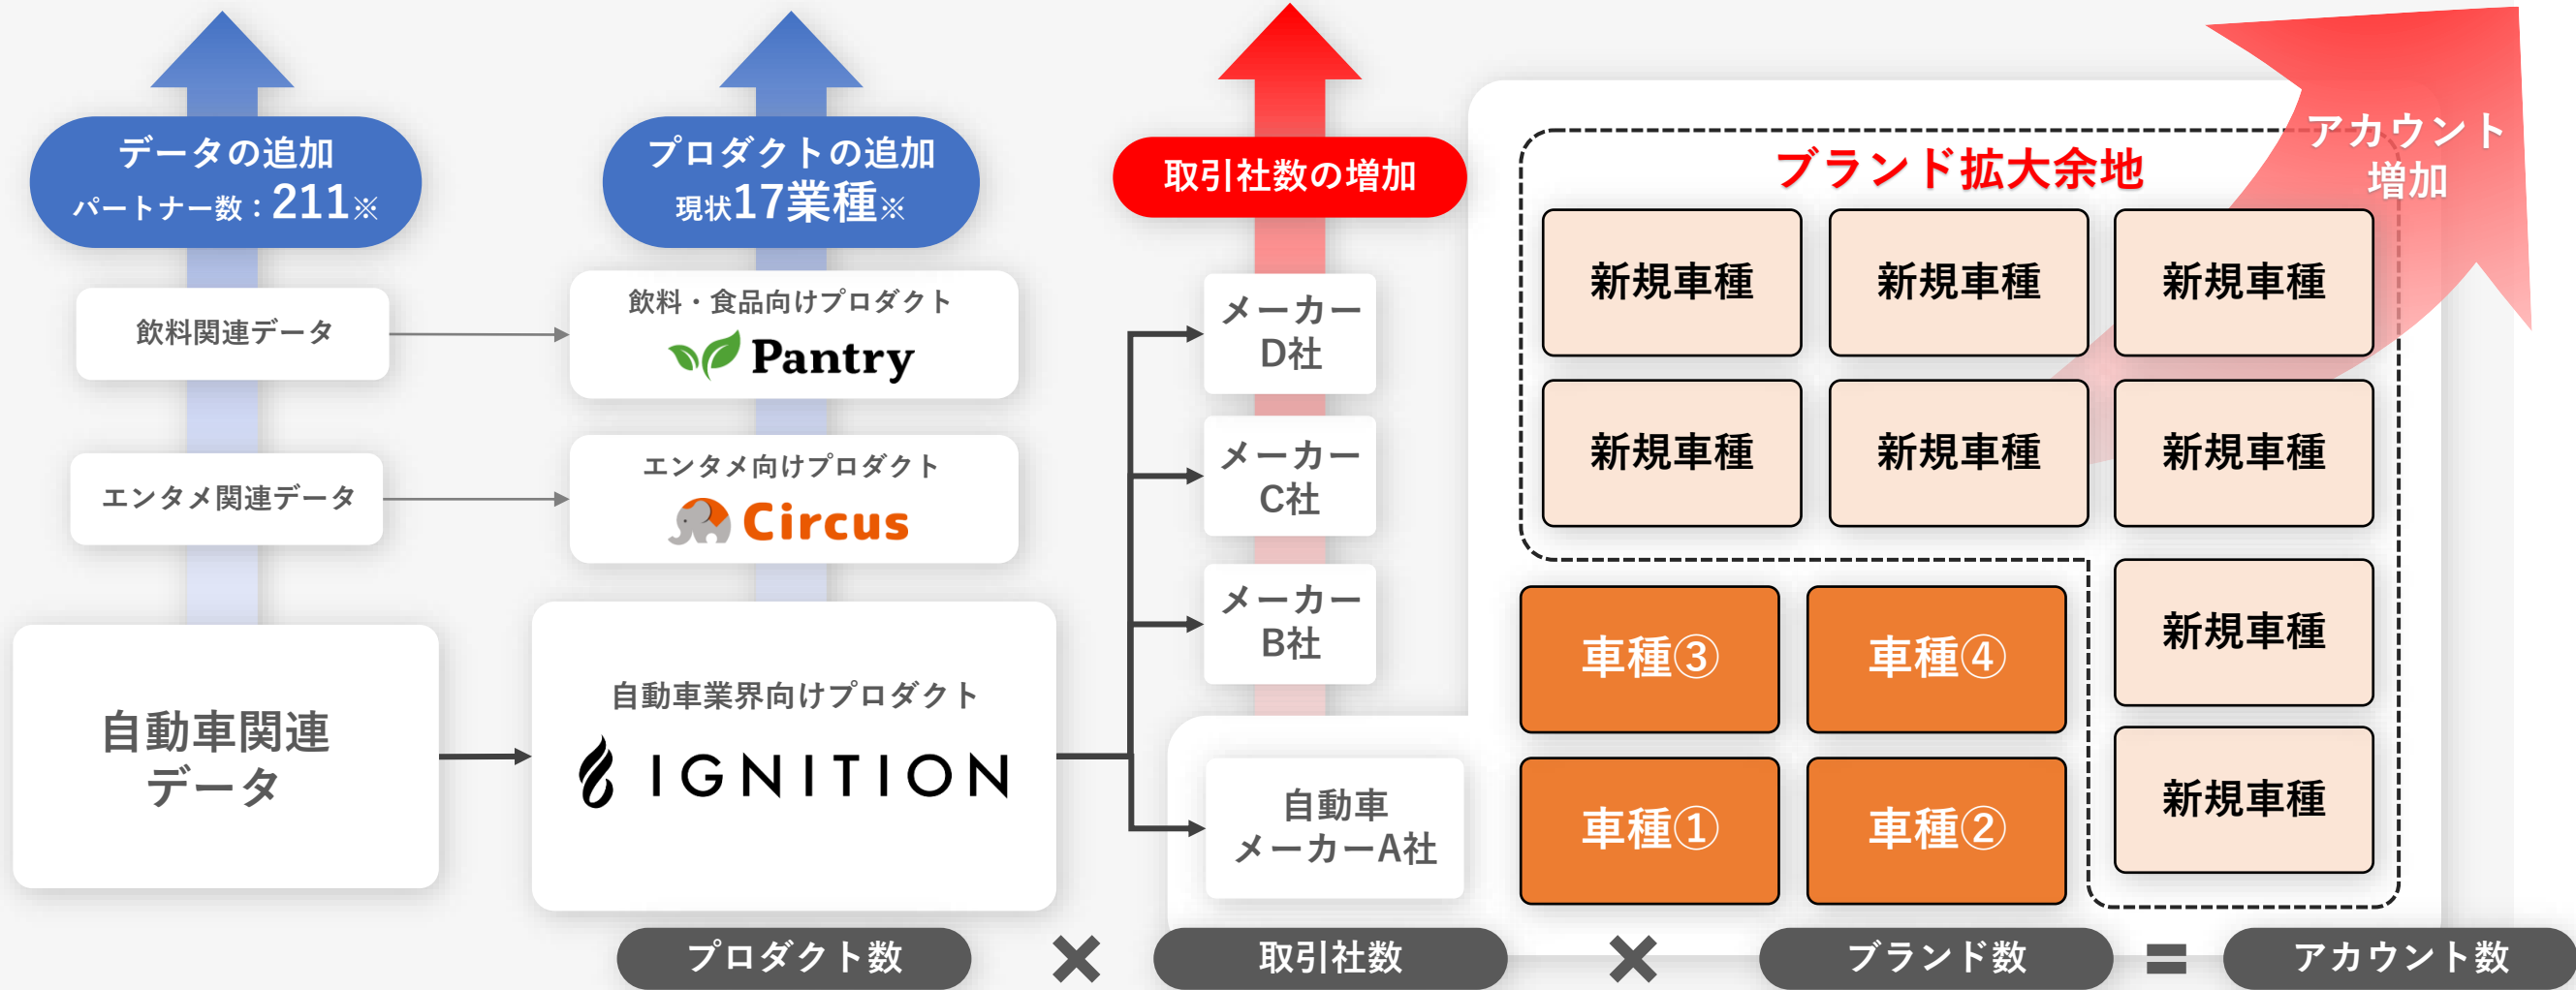 データの追加
パートナー数：211※
飲料関連データ
エンタメ関連データ
自動車関連
データ
プロダクトの追加
現状17業種※
飲料・食品向けプロダクト
Pantry
エンタメ向けプロダクト
Circus
自動車業界向けプロダクト
IGNITION
取引社数の増加
メーカー
D社
メーカー
C社
メーカー
B社
自動車
メーカーA社
アカウント
増加
ブランド拡大余地
新規車種
新規車種
新規車種
新規車種
新規車種
新規車種
車種③
車種④
新規車種
車種①
車種②
新規車種
プロダクト数
×
取引社数
×
ブランド数
=
アカウント数